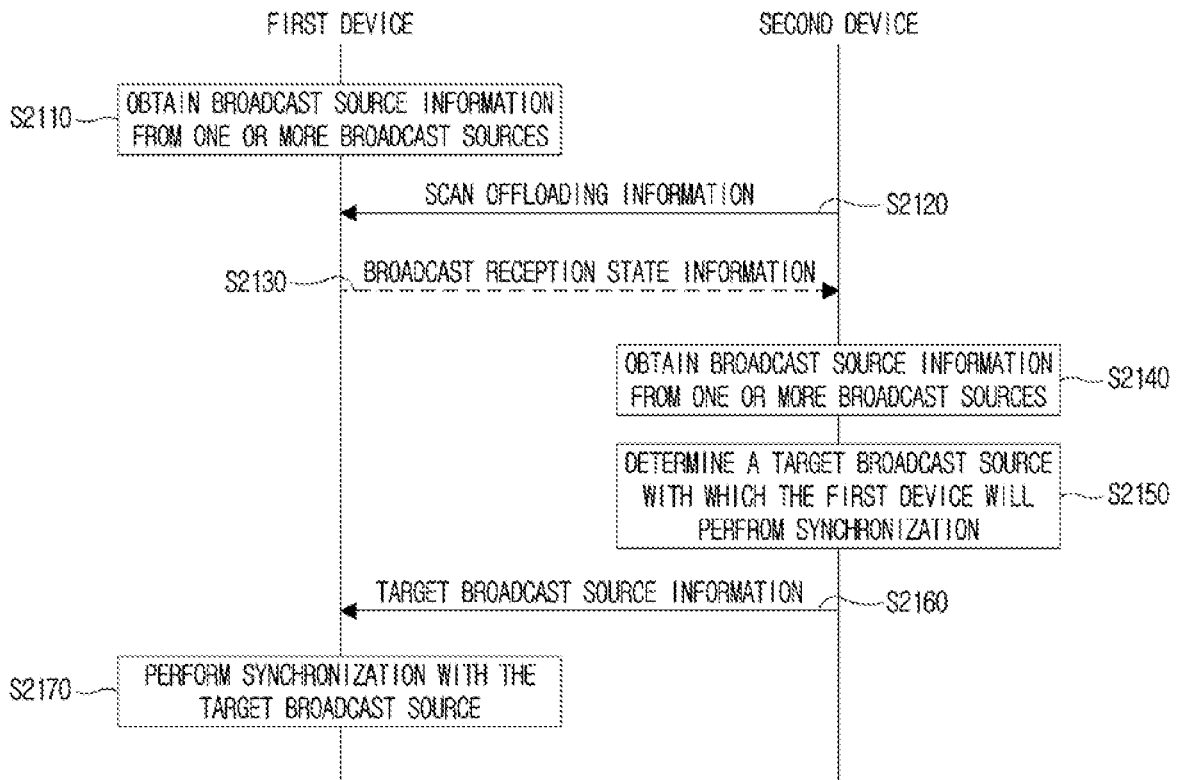 FIRST DEVICE
SECOND DEVICE
S2110
OBTAIN BROADCAST SOURCE INFORMATION
FROM ONE OR MORE BROADCAST SOURCES
SCAN OFFLOADING INFORMATION
S2120
S2130
BROADCAST RECEPTION STATE INFORMATION
OBTAIN BROADCAST SOURCE INFORMATION
FROM ONE OR MORE BROADCAST SOURCES
S2140
DETERMINE A TARGET BROADCAST SOURCE
WITH WHICH THE FIRST DEVICE WILL
PERFROM SYNCHRONIZATION
S2150
TARGET BROADCAST SOURCE INFORMATION
S2160
S2170
PERFORM SYNCHRONIZATION WITH THE
TARGET BROADCAST SOURCE